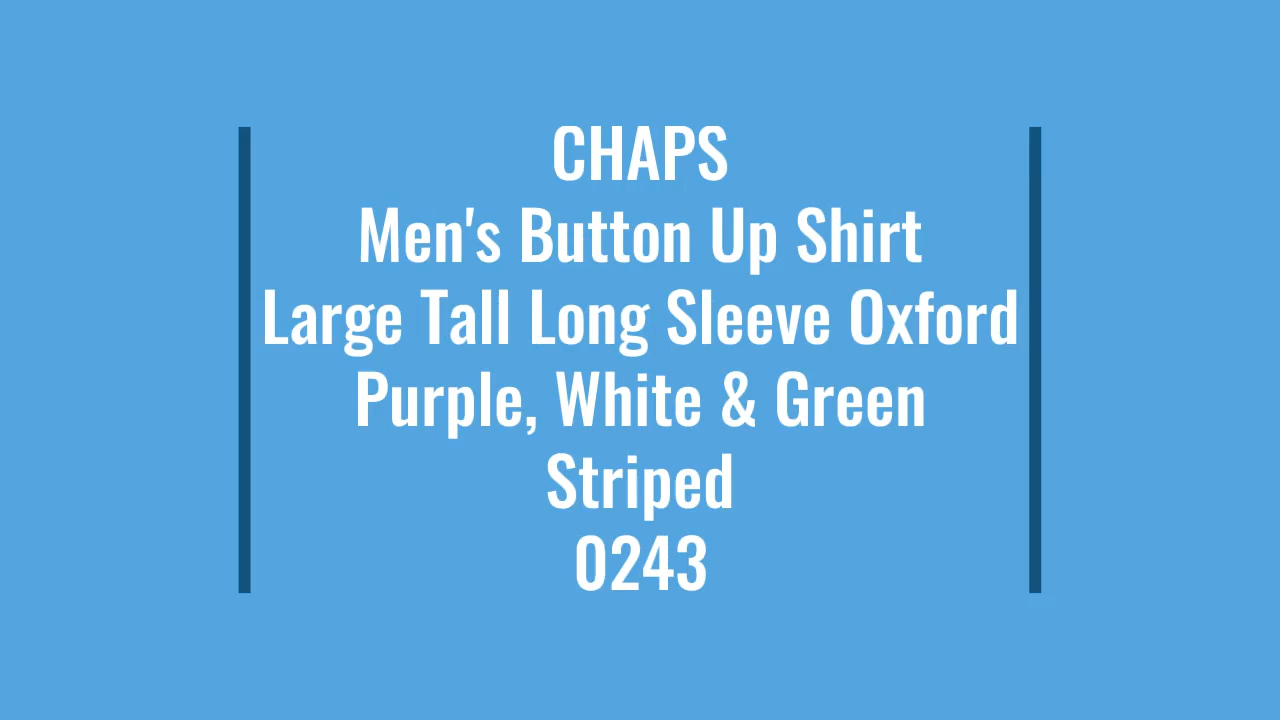 CHAPS
Men's Button Up Shirt
Large Tall Long Sleeve Oxford
Purple, White & Green
Striped
0243